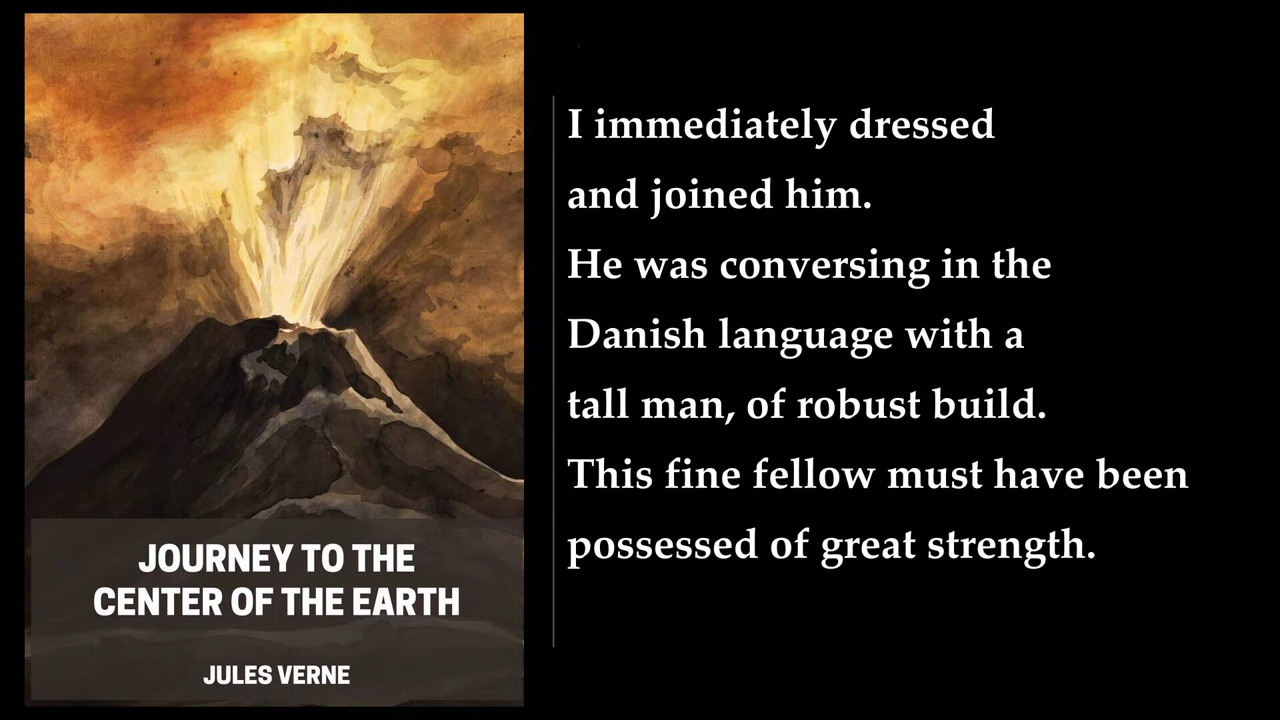 JOURNEY TO THE
CENTER OF THE EARTH
JULES VERNE
I immediately dressed
and joined him.
He was conversing in the
Danish language with a
tall man, of robust build.
This fine fellow must have been
possessed of great strength.